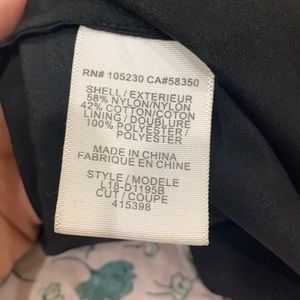 RN# 105230 CA#58350
SHELL / EXTERIEUR
58% NYLON/NYLON
42% COTTON/COTON
LINING / DOUBLURE
100% POLYESTER /
POLYESTER
MADE IN CHINA
FABRIQUE EN CHINE
STYLE / MODELE
L18-D1195B
CUT / COUPE
415398